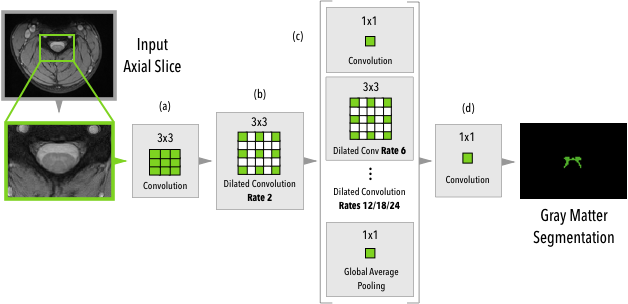 Input
Axial Slice
(a)
3x3
Convolution
(b)
3x3
Dilated Convolution
Rate 2
(c)
1x1
Convolution
3x3
Dilated Conv Rate 6
Dilated Convolution
Rates 12/18/24
1x1
Global Average
Pooling
(d)
1x1
Convolution
Gray Matter
Segmentation